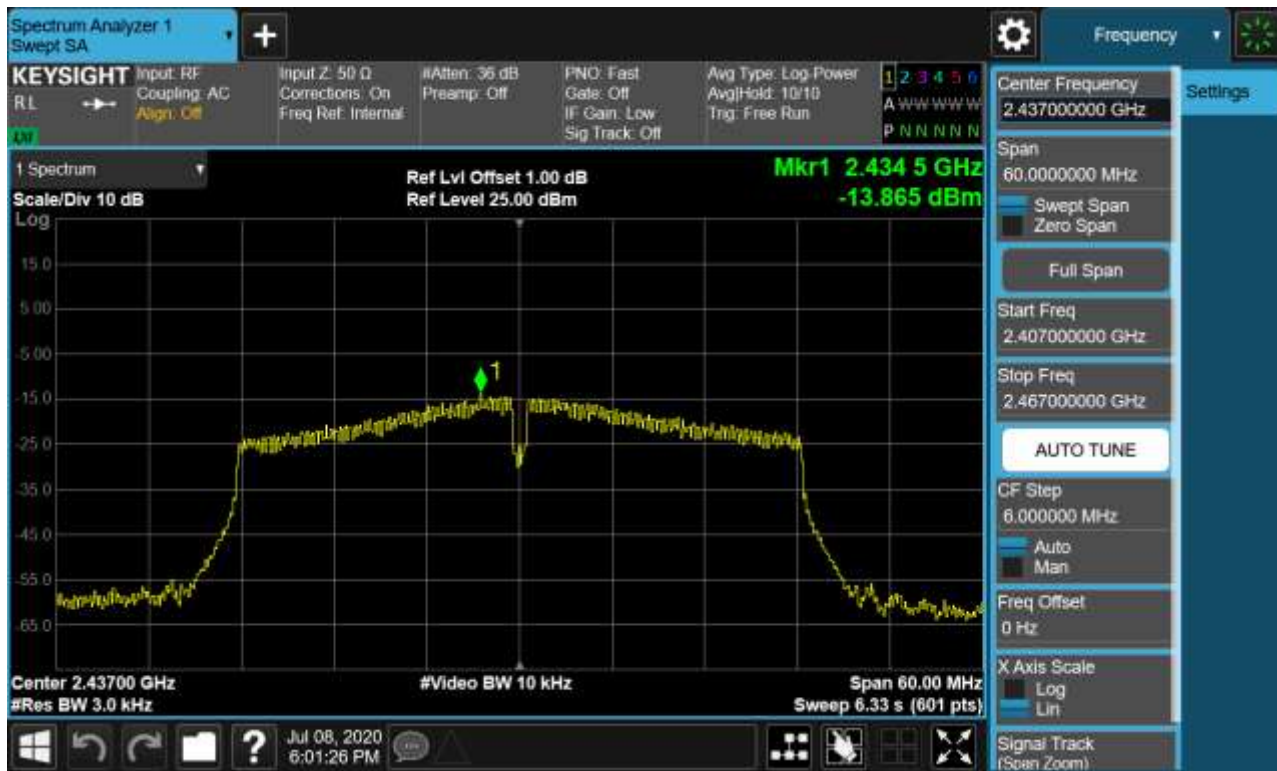 Spectrum Analyzer 1
Swept SA
+
Frequency
KEYSIGHT
RL
Input: RF
Coupling: AC
Align: Off
Input Z: 50 Ω
Corrections: On
Freq Ref: Internal
#Atten: 36 dB
Preamp: Off
PNO: Fast
Gate: Off
IF Gain: Low
Sig Track: Off
Avg Type: Log-Power
Avg|Hold: 10/10
Trig: Free Run
1 2 3 4 5 6
A W W W W W
P N N N N N
LXI
1 Spectrum
Scale/Div 10 dB
Log
Ref Lvl Offset 1.00 dB
Ref Level 25.00 dBm
Mkr1 2.434 5 GHz
-13.865 dBm
15.0
5.00
-5.00
-15.0
-25.0
-35.0
-45.0
-55.0
-65.0
1
Center 2.43700 GHz
#Res BW 3.0 kHz
#Video BW 10 kHz
Span 60.00 MHz
Sweep 6.33 s (601 pts)
?
Jul 08, 2020
6:01:26 PM
Center Frequency
2.437000000 GHz
Settings
Span
60.0000000 MHz
Swept Span
Zero Span
Full Span
Start Freq
2.407000000 GHz
Stop Freq
2.467000000 GHz
AUTO TUNE
CF Step
6.000000 MHz
Auto
Man
Freq Offset
0 Hz
X Axis Scale
Log
Lin
Signal Track
(Span Zoom)